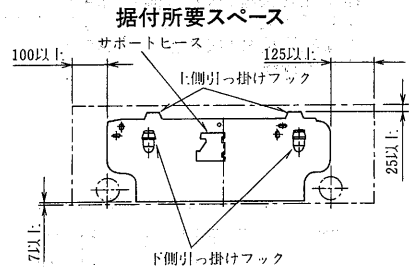 据付所要スペース
サポートピース
100以上
125以上
上側引っ掛けフック
25以上
7以上
下側引っ掛けフック